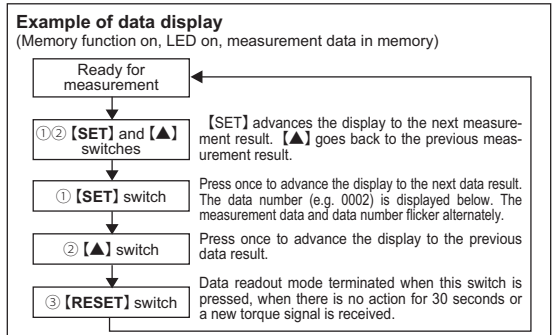 Example of data display
(Memory function on, LED on, measurement data in memory)
Ready for
measurement
①②【SET】 and【▲】
switches
【SET】 advances the display to the next measure-
ment result. 【▲】 goes back to the previous meas-
urement result.
① 【SET】 switch
Press once to advance the display to the next data result.
The data number (e.g. 0002) is displayed below. The
measurement data and data number flicker alternately.
② 【▲】 switch
Press once to advance the display to the previous
data result.
③ 【RESET】 switch
Data readout mode terminated when this switch is
pressed, when there is no action for 30 seconds or
a new torque signal is received.